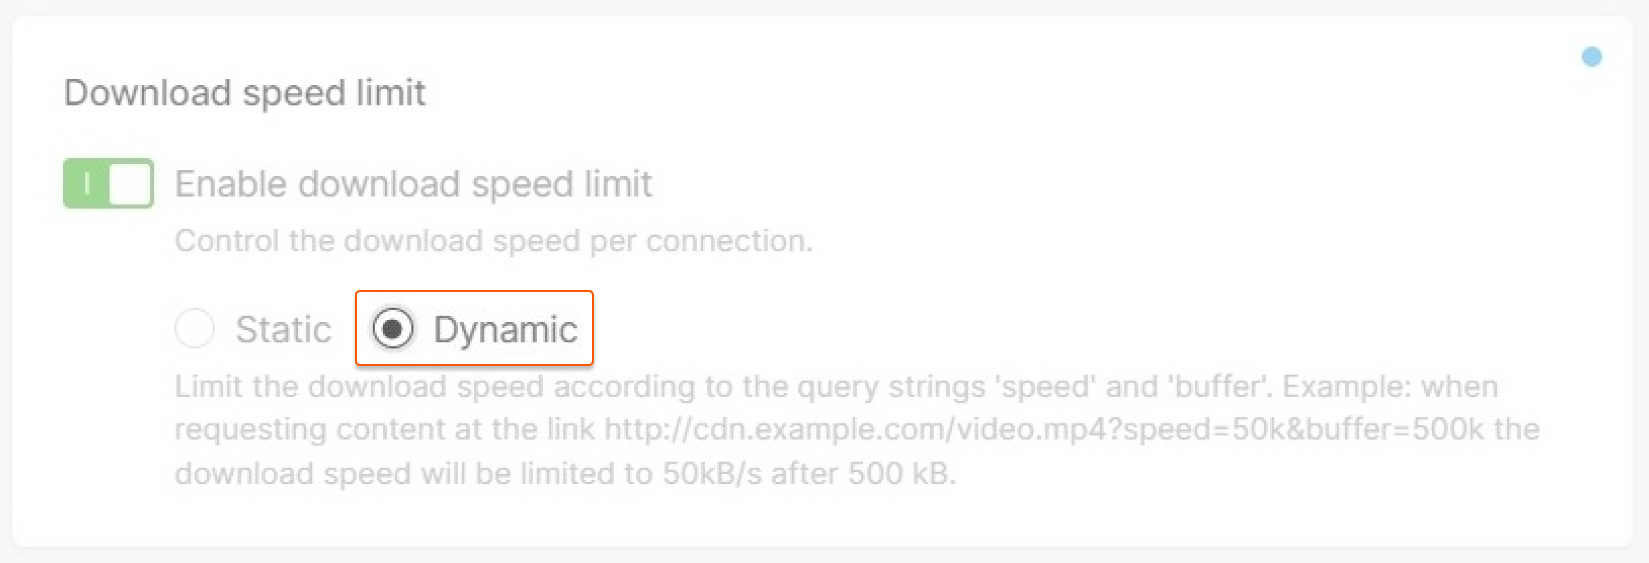 Download speed limit
Enable download speed limit
Control the download speed per connection.
Static Dynamic
Limit the download speed according to the query strings 'speed' and 'buffer'. Example: when
requesting content at the link http://cdn.example.com/video.mp4?speed=50k&buffer=500k the
download speed will be limited to 50kB/s after 500 kB.